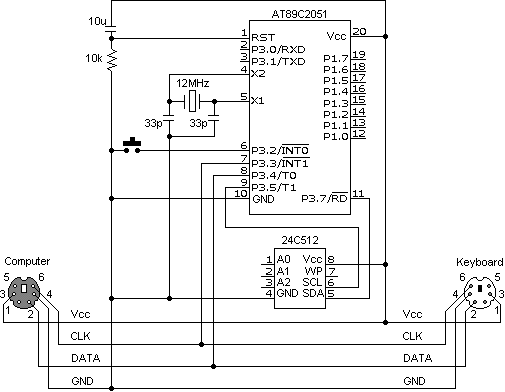 AT89C2051
10u
1 RST Vcc 20
2 P3.0/RXD
3 P3.1/TXD P1.7 19
10k
4 X2 P1.6 18
12MHz P1.5 17
P1.4 16
5 X1 P1.3 15
33p 33p P1.2 14
P1.1 13
P1.0 12
6 P3.2/INT0
7 P3.3/INT1
8 P3.4/T0
9 P3.5/T1
10 GND P3.7/RD 11
24C512
Computer Keyboard
1 A0 Vcc 8
2 A1 WP 7
3 A2 SCL 6
4 GND SDA 5
5 6 6 5
3 4 4 3
1 2 2 1
Vcc Vcc
CLK CLK
DATA DATA
GND GND